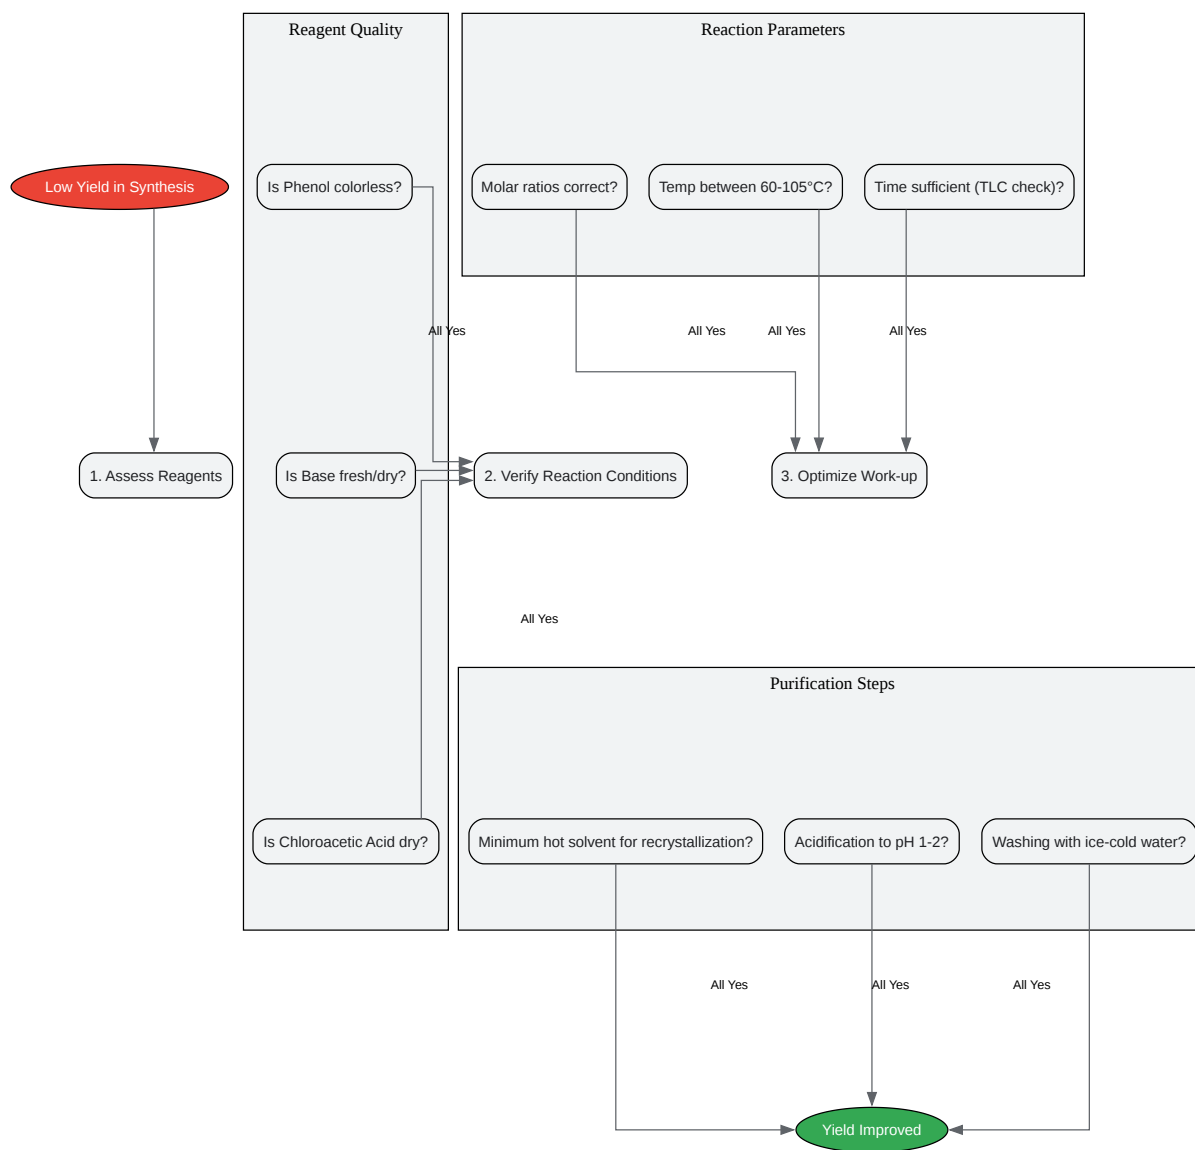 Reagent Quality
Reaction Parameters
Low Yield in Synthesis
Is Phenol colorless?
Molar ratios correct?
Temp between 60-105°C?
Time sufficient (TLC check)?
All Yes
All Yes
All Yes
All Yes
1. Assess Reagents
Is Base fresh/dry?
2. Verify Reaction Conditions
3. Optimize Work-up
All Yes
Purification Steps
Is Chloroacetic Acid dry?
Minimum hot solvent for recrystallization?
Acidification to pH 1-2?
Washing with ice-cold water?
All Yes
All Yes
All Yes
Yield Improved